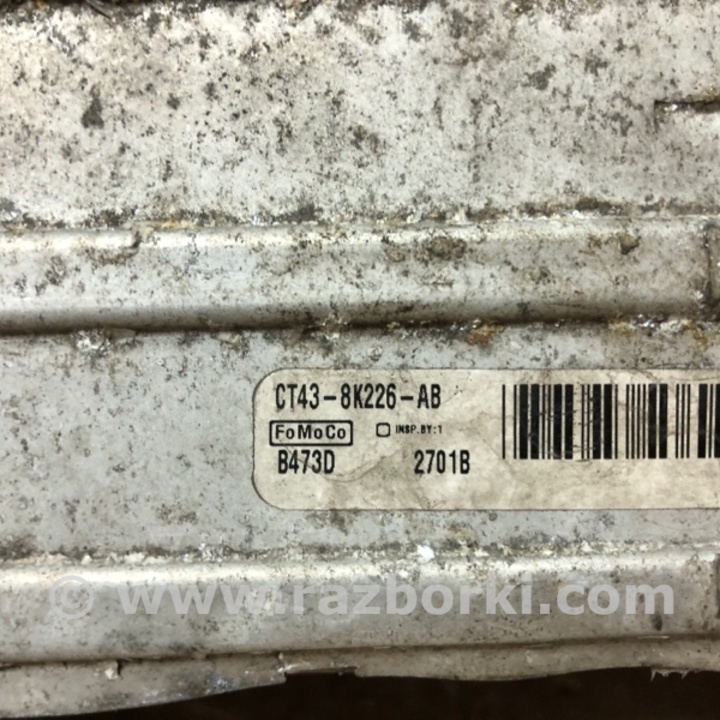 CT43-8K226-AB
FoMoCo INSP.BY:1
B473D 2701B
© www.razborki.com